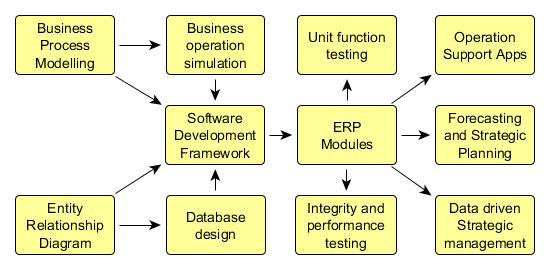 Business
Process
Modelling
Business
operation
simulation
Unit function
testing
Operation
Support Apps
Software
Development
Framework
ERP
Modules
Forecasting
and Strategic
Planning
Entity
Relationship
Diagram
Database
design
Integrity and
performance
testing
Data driven
Strategic
management